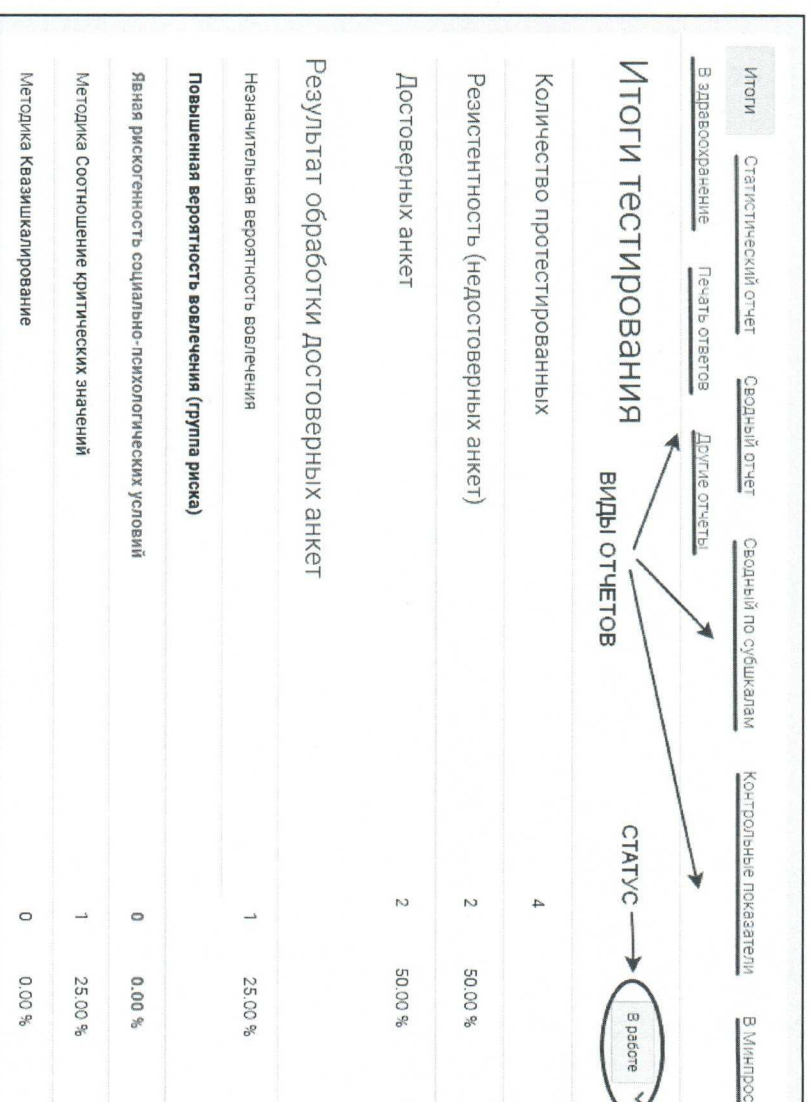 Итоги Статистический отчет Сводный отчет Сводный по субшкалам Контрольные показатели В Минпрос
В здравоохранение Печать ответов Другие отчеты
Итоги тестирования
ВИДЫ ОТЧЕТОВ
СТАТУС
В работе
Количество протестированных 4
Резистентность (недостоверных анкет) 2 50.00 %
Достоверных анкет 2 50.00 %
Результат обработки достоверных анкет
Незначительная вероятность вовлечения 1 25.00 %
Повышенная вероятность вовлечения (группа риска)
Явная рискогенность социально-психологических условий 0 0.00 %
Методика Соотношение критических значений 1 25.00 %
Методика Квазишкалирование 0 0.00 %